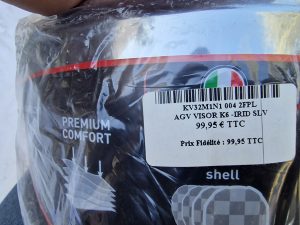 KV32M1N1 004 2FPL
AGV VISOR K6 -IRID SLV
99,95 € TTC
Prix Fidélité : 99,95 TTC
PREMIUM
COMFORT
shell